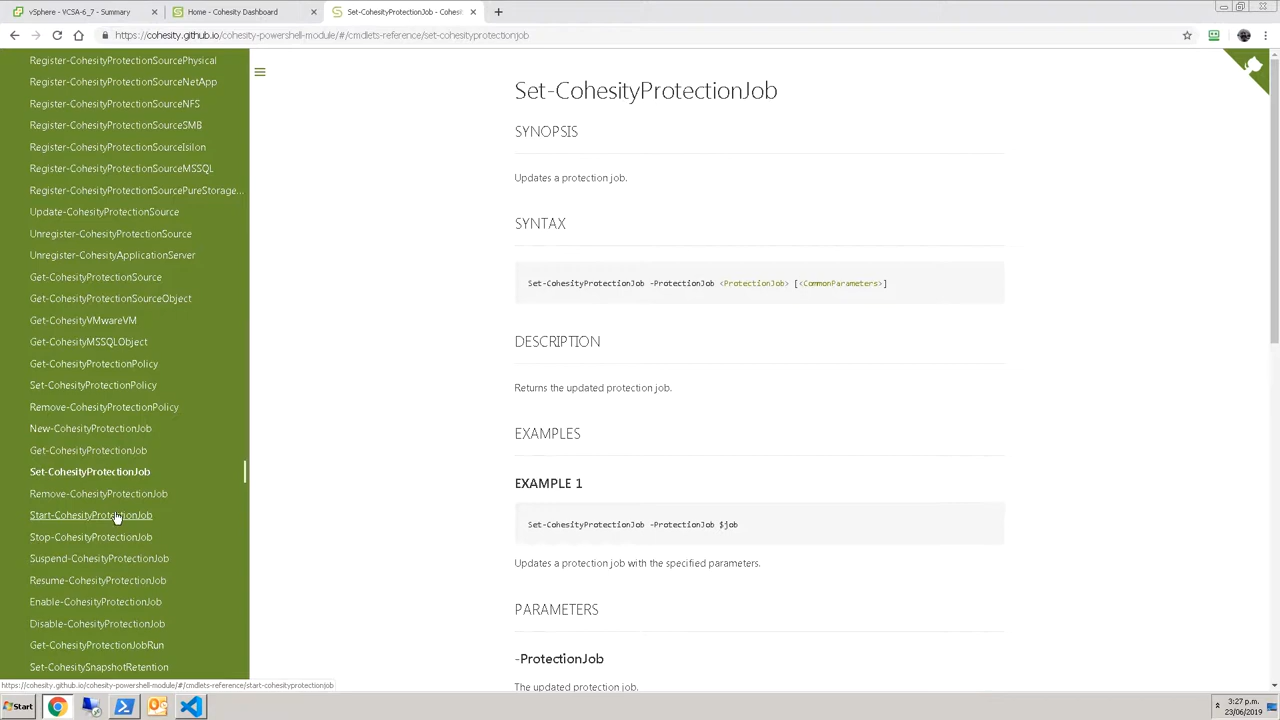 vSphere - VCSA-6_7 - Summary
Home - Cohesity Dashboard
Set-CohesityProtectionJob - Cohes
https://cohesity.github.io/cohesity-powershell-module/#/cmdlets-reference/set-cohesityprotectionjob
Register-CohesityProtectionSourcePhysical
Register-CohesityProtectionSourceNetApp
Register-CohesityProtectionSourceNFS
Register-CohesityProtectionSourceSMB
Register-CohesityProtectionSourceIsilon
Register-CohesityProtectionSourceMSSQL
Register-CohesityProtectionSourcePureStorage...
Update-CohesityProtectionSource
Unregister-CohesityProtectionSource
Unregister-CohesityApplicationServer
Get-CohesityProtectionSource
Get-CohesityProtectionSourceObject
Get-CohesityVMwareVM
Get-CohesityMSSQLObject
Get-CohesityProtectionPolicy
Set-CohesityProtectionPolicy
Remove-CohesityProtectionPolicy
New-CohesityProtectionJob
Get-CohesityProtectionJob
Set-CohesityProtectionJob
Remove-CohesityProtectionJob
Start-CohesityProtectionJob
Stop-CohesityProtectionJob
Suspend-CohesityProtectionJob
Resume-CohesityProtectionJob
Enable-CohesityProtectionJob
Disable-CohesityProtectionJob
Get-CohesityProtectionJobRun
Set-CohesitySnapshotRetention
https://cohesity.github.io/cohesity-powershell-module/#/cmdlets-reference/start-cohesityprotectionjob
Set-CohesityProtectionJob
SYNOPSIS
Updates a protection job.
SYNTAX
Set-CohesityProtectionJob -ProtectionJob <ProtectionJob> [<CommonParameters>]
DESCRIPTION
Returns the updated protection job.
EXAMPLES
EXAMPLE 1
Set-CohesityProtectionJob -ProtectionJob $job
Updates a protection job with the specified parameters.
PARAMETERS
-ProtectionJob
The updated protection job.
Start
3:27 p.m.
23/06/2019